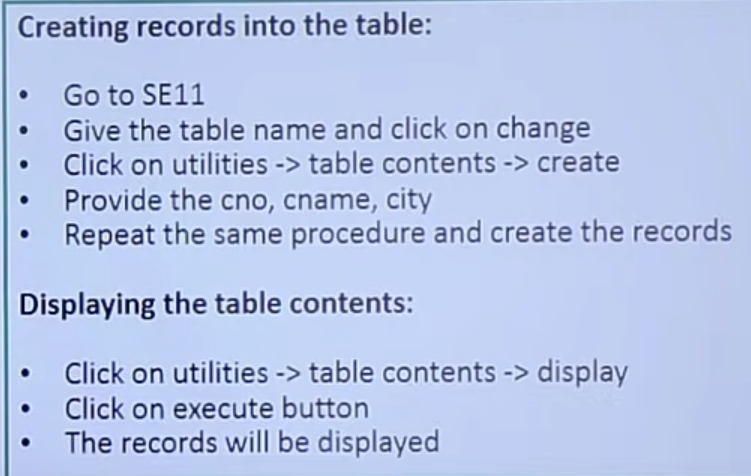 Creating records into the table:
• Go to SE11
• Give the table name and click on change
• Click on utilities -> table contents -> create
• Provide the cno, cname, city
• Repeat the same procedure and create the records
Displaying the table contents:
• Click on utilities -> table contents -> display
• Click on execute button
• The records will be displayed